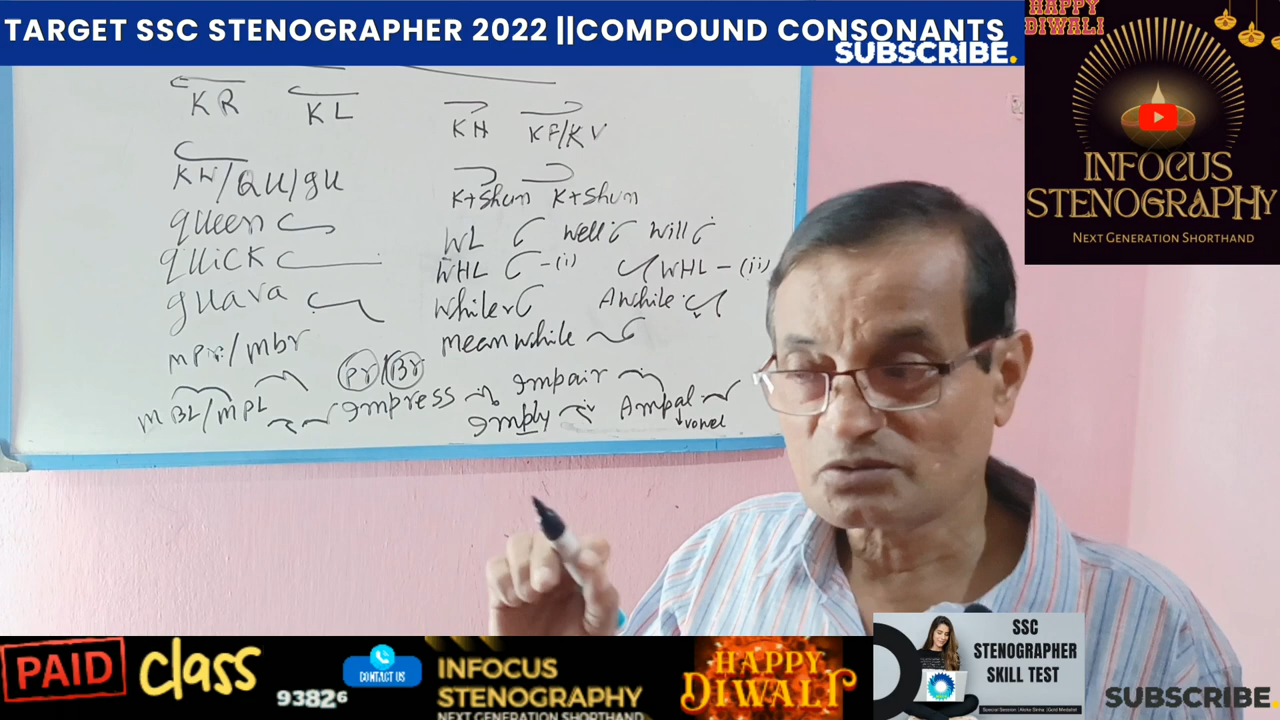 TARGET SSC STENOGRAPHER 2022 ||COMPOUND CONSONANTS
SUBSCRIBE.
HAPPY
DIWALI
INFOCUS
STENOGRAPHY
NEXT GENERATION SHORTHAND
KR KL KN KF/KV
KW/QU/gu K+shun K+shun
queen WL well will
quick WHL -(i) WHL -(ii)
guava while Awhile
mpr/mbr meanwhile
Pr/Br
mBL/mPL Impress Impair
Imply Ampal
vowel
PAID class
CONTACT US
93826
INFOCUS
STENOGRAPHY
NEXT GENERATION SHORTHAND
HAPPY
DIWALI
SSC
STENOGRAPHER
SKILL TEST
SUBSCRIBE.